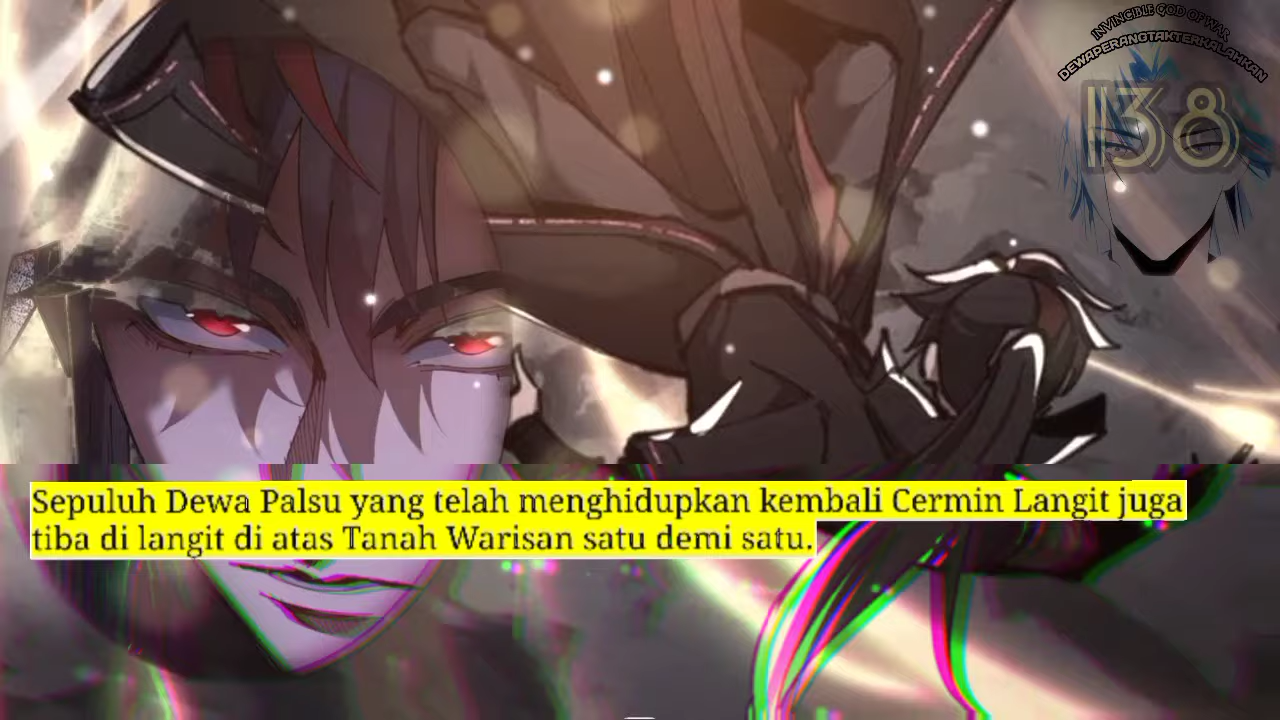 INVINCIBLE GOD OF WAR
DEWAPERANGTAKTERKALAHKAN
138
Sepuluh Dewa Palsu yang telah menghidupkan kembali Cermin Langit juga
tiba di langit di atas Tanah Warisan satu demi satu.